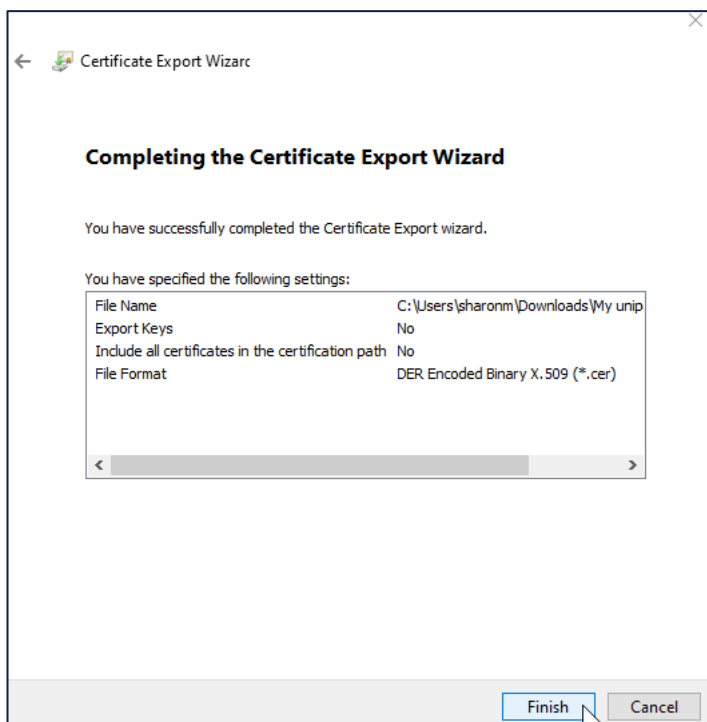 Certificate Export Wizard
Completing the Certificate Export Wizard
You have successfully completed the Certificate Export wizard.
You have specified the following settings:
File Name C:\Users\sharonm\Downloads\My unip
Export Keys No
Include all certificates in the certification path No
File Format DER Encoded Binary X.509 (*.cer)
Finish Cancel